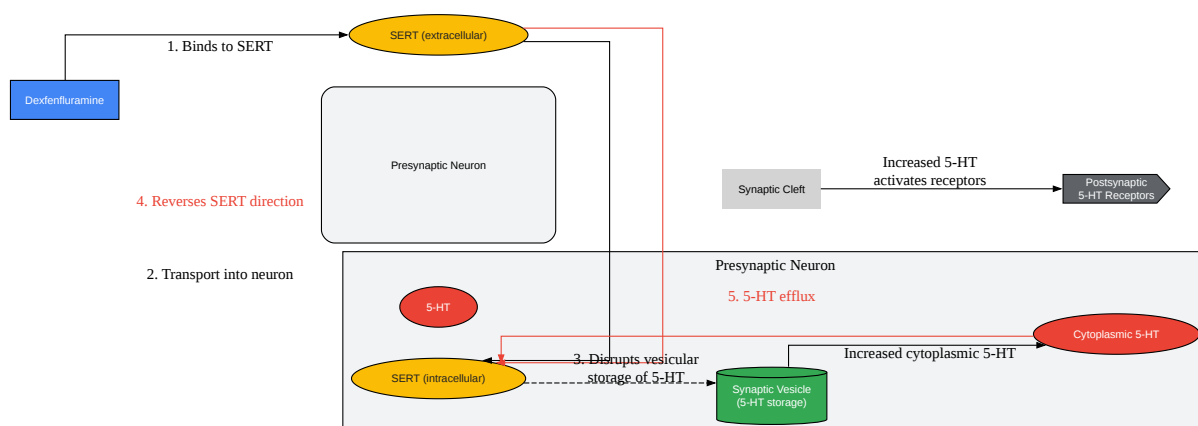 SERT (extracellular)
1. Binds to SERT
Dexfenfluramine
Presynaptic Neuron
Increased 5-HT
activates receptors
Synaptic Cleft
Postsynaptic
5-HT Receptors
4. Reverses SERT direction
2. Transport into neuron
Presynaptic Neuron
5. 5-HT efflux
5-HT
Cytoplasmic 5-HT
Increased cytoplasmic 5-HT
3. Disrupts vesicular
storage of 5-HT
SERT (intracellular)
Synaptic Vesicle
(5-HT storage)